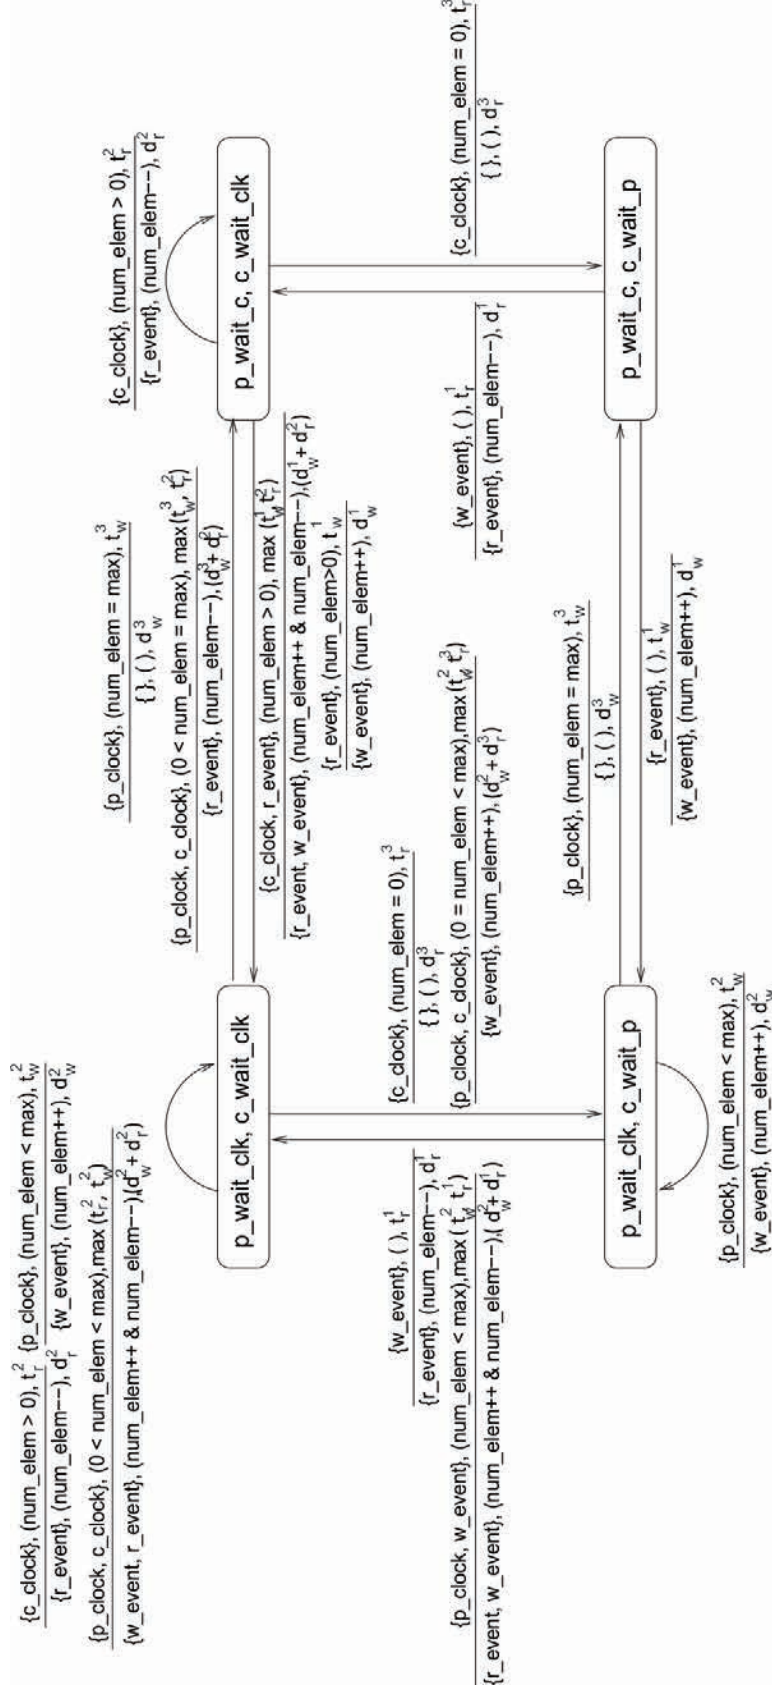 {c_clock}, (num_elem > 0), t_r^2
{r_event}, (num_elem--), d_r^2
{p_clock}, (num_elem < max), t_w^2
{w_event}, (num_elem++), d_w^2
{p_clock, c_clock}, (0 < num_elem < max),max(t_r^2, t_w^2)
{w_event, r_event}, (num_elem++ & num_elem--),(d_w^2+ d_r^2)
p_wait_clk, c_wait_clk
{p_clock}, (num_elem = max), t_w^3
{ }, ( ), d_w^3
{p_clock, c_clock}, (0 < num_elem = max), max(t_w^3, t_r^2)
{r_event}, (num_elem--),(d_w^3+ d_r^2)
{c_clock, r_event}, (num_elem > 0), max (t_w^1 t_r^2)
{r_event, w_event}, (num_elem++ & num_elem--),(d_w^1+ d_r^2)
{r_event}, (num_elem>0), t_w^1
{w_event}, (num_elem++), d_w^1
{c_clock}, (num_elem > 0), t_r^2
{r_event}, (num_elem--), d_r^2
p_wait_c, c_wait_clk
{w_event}, ( ), t_r^1
{r_event}, (num_elem--), d_r^1
{p_clock, w_event}, (num_elem < max),max( t_w^2 t_r^1)
{r_event, w_event}, (num_elem++ & num_elem--),( d_w^2+ d_r^1)
{c_clock}, (num_elem = 0), t_r^3
{ }, ( ), d_r^3
{p_clock, c_clock}, (0 = num_elem < max),max(t_w^2, t_r^3)
{w_event}, (num_elem++), (d_w^2 + d_r^3)
{w_event}, ( ), t_r^1
{r_event}, (num_elem--), d_r^1
{c_clock}, (num_elem = 0), t_r^3
{ }, ( ), d_r^3
p_wait_clk, c_wait_p
{p_clock}, (num_elem = max), t_w^3
{ }, ( ), d_w^3
{r_event}, ( ), t_w^1
{w_event}, (num_elem++), d_w^1
p_wait_c, c_wait_p
{p_clock}, (num_elem < max), t_w^2
{w_event}, (num_elem++), d_w^2